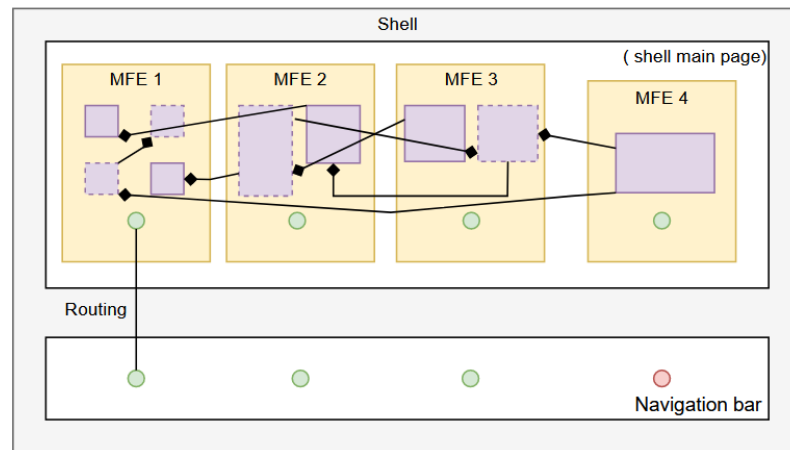 Shell
( shell main page)
MFE 1
MFE 2
MFE 3
MFE 4
Routing
Navigation bar